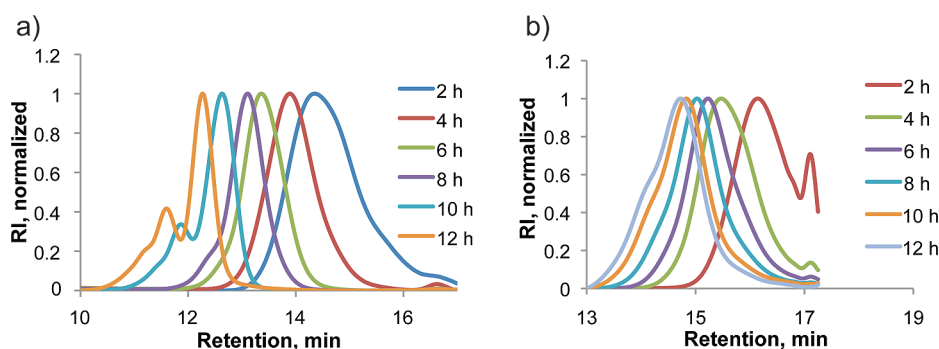 a)
RI, normalized
1.2
1
0.8
0.6
0.4
0.2
0
10
12
14
16
Retention, min
2 h
4 h
6 h
8 h
10 h
12 h
b)
RI, normalized
1.2
1
0.8
0.6
0.4
0.2
0
13
15
17
19
Retention, min
2 h
4 h
6 h
8 h
10 h
12 h